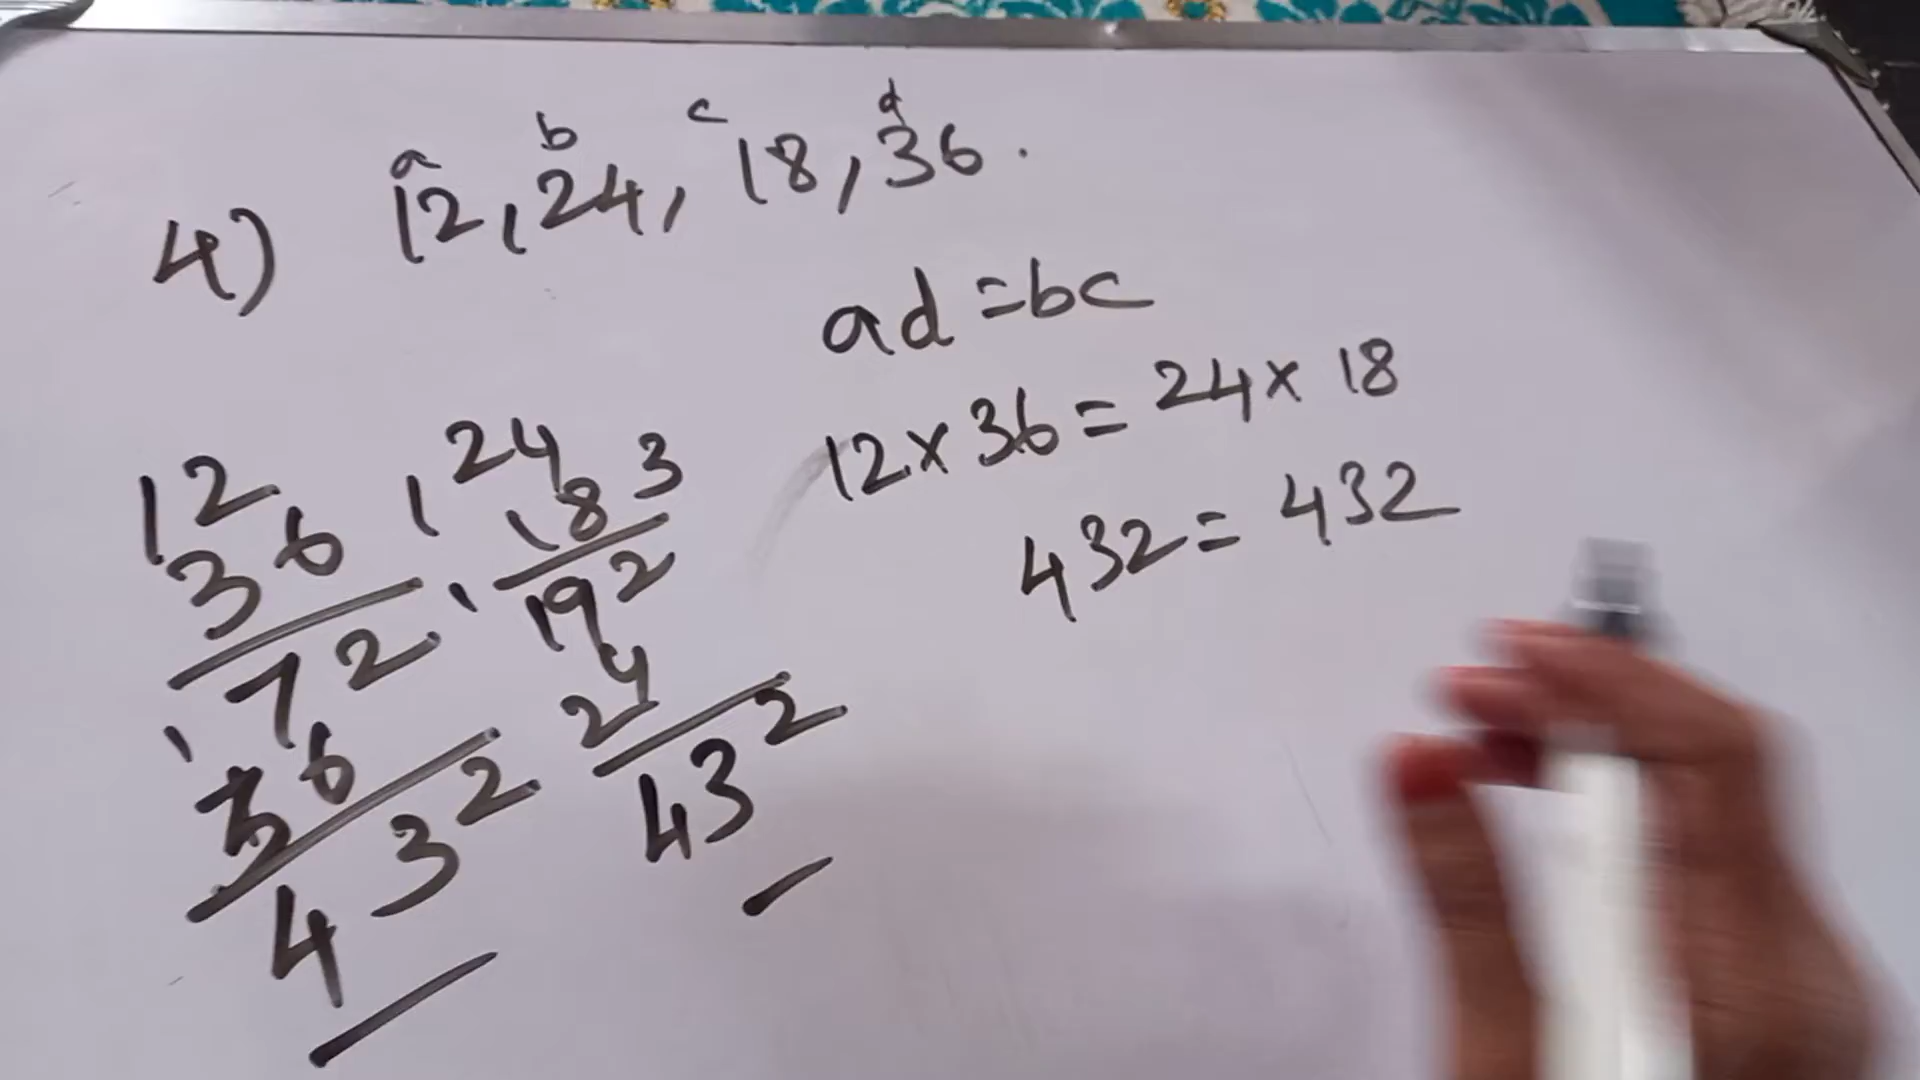 a b c d
4) 12, 24, 18, 36.
ad = bc
12 x 36 = 24 x 18
432 = 432
12
36
72
36
432
24
183
192
24
432